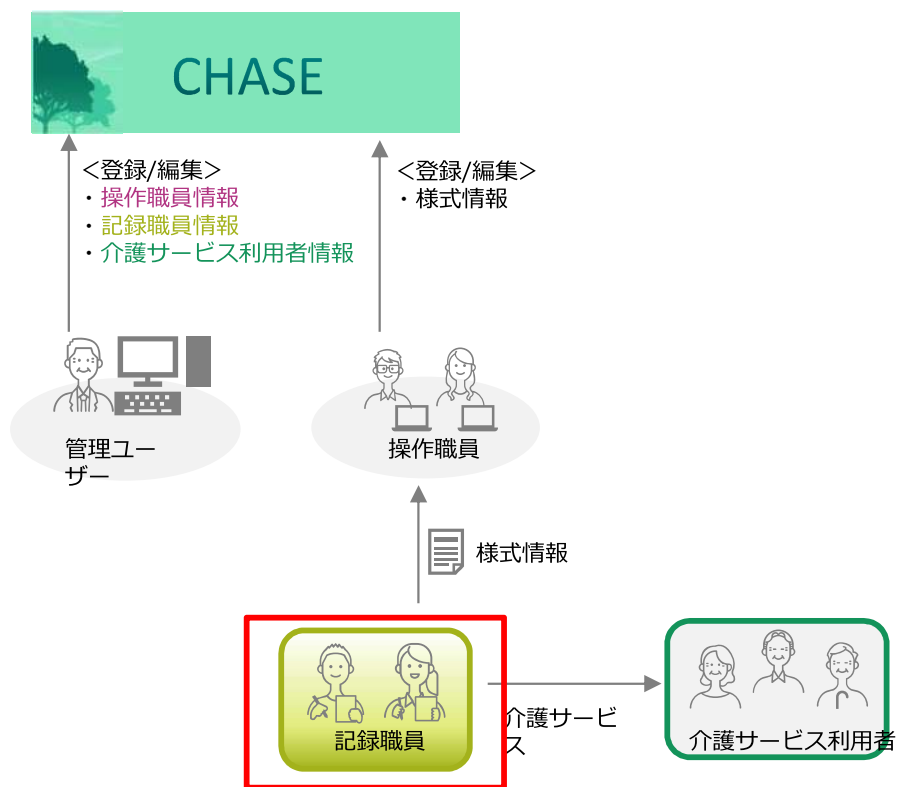 CHASE
＜登録/編集＞
・操作職員情報
・記録職員情報
・介護サービス利用者情報
＜登録/編集＞
・様式情報
管理ユー
ザー
操作職員
様式情報
記録職員
介護サービ
ス
介護サービス利用者